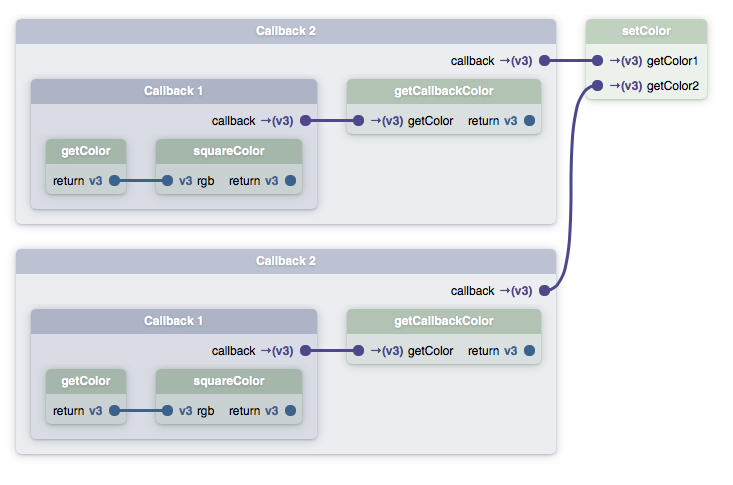 Callback 2
callback →(v3)
Callback 1
callback →(v3)
getColor
return v3
squareColor
v3 rgb return v3
getCallbackColor
→(v3) getColor return v3
setColor
→(v3) getColor1
→(v3) getColor2
Callback 2
callback →(v3)
Callback 1
callback →(v3)
getColor
return v3
squareColor
v3 rgb return v3
getCallbackColor
→(v3) getColor return v3